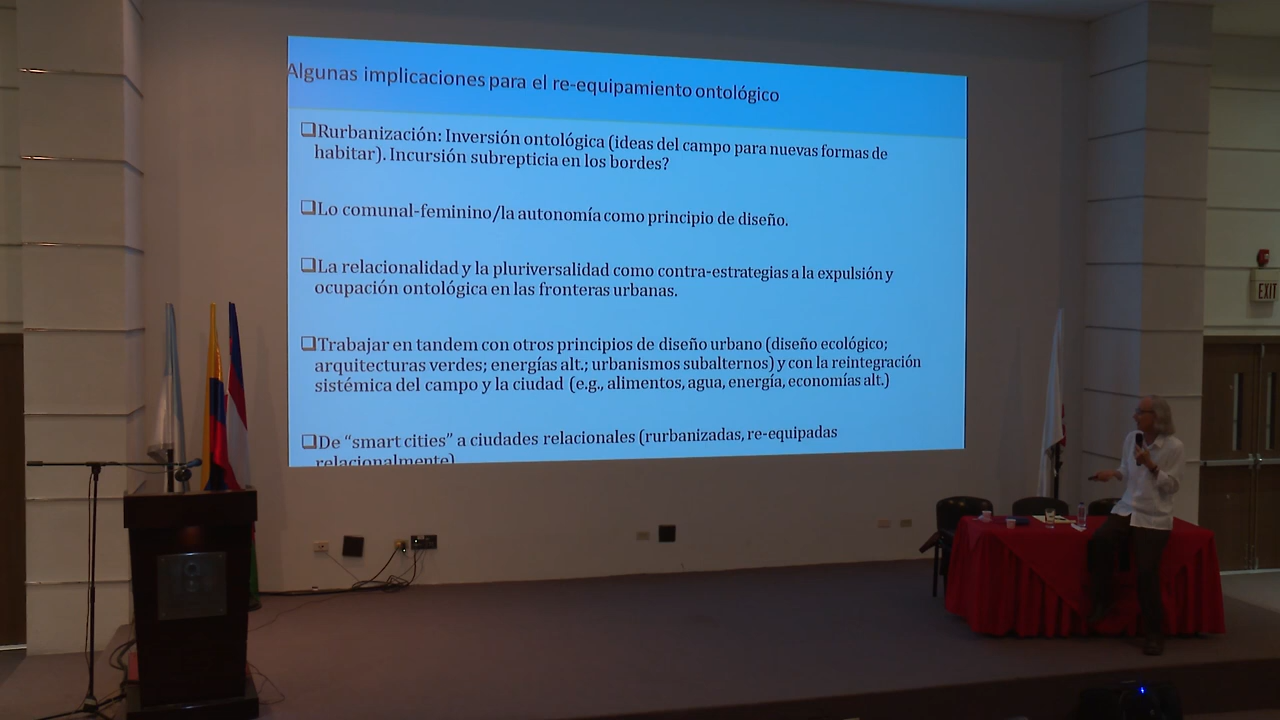 Algunas implicaciones para el re-equipamiento ontológico
❑Rurbanización: Inversión ontológica (ideas del campo para nuevas formas de
habitar). Incursión subrepticia en los bordes?
❑Lo comunal-feminino/la autonomía como principio de diseño.
❑La relacionalidad y la pluriversalidad como contra-estrategias a la expulsión y
ocupación ontológica en las fronteras urbanas.
❑Trabajar en tandem con otros principios de diseño urbano (diseño ecológico;
arquitecturas verdes; energías alt.; urbanismos subalternos) y con la reintegración
sistémica del campo y la ciudad (e.g., alimentos, agua, energía, economías alt.)
❑De “smart cities” a ciudades relacionales (rurbanizadas, re-equipadas
relacionalmente)
EXIT